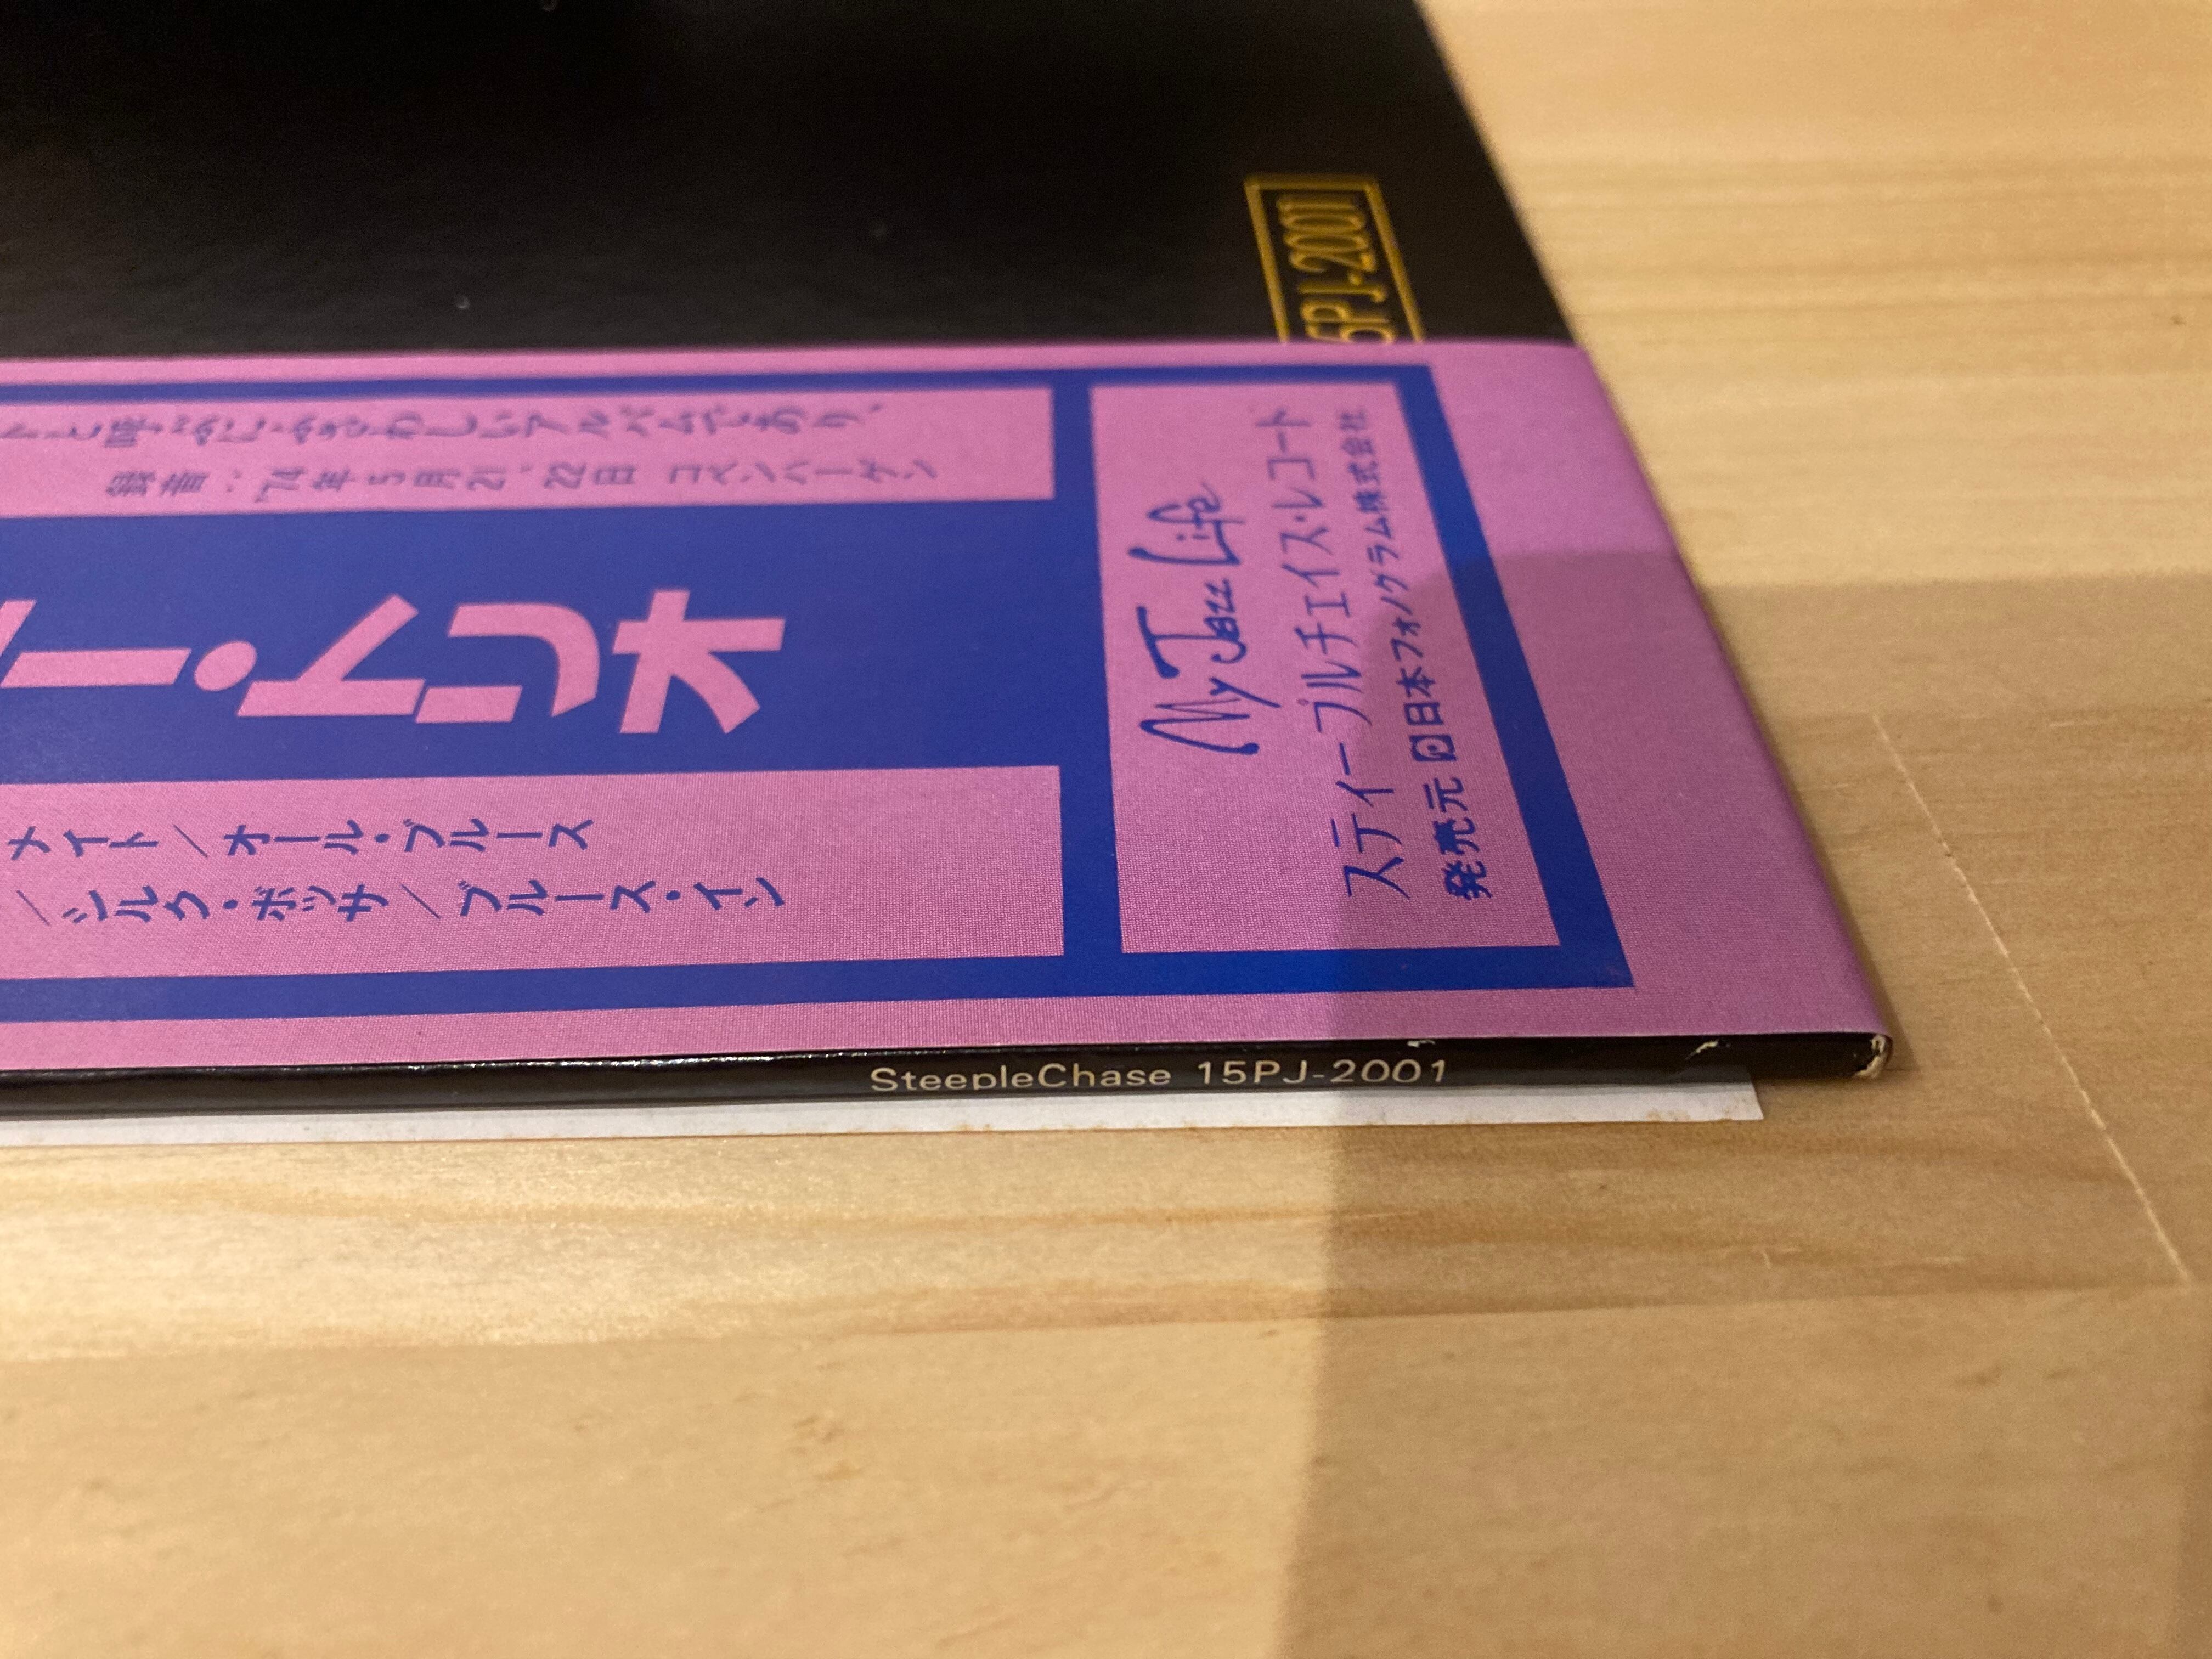 5PJ-2001
と呼ぶにふさわしいアルバムであり、
録音:'74年5月21、22日 コペンハーゲン
ー・トリオ
メイト/オール・ブルース
/シルク・ボッサ/ブルース・イン
My Jazz Life
スティープルチェイス・レコード
発売元 日本フォノグラム株式会社
SteepleChase 15PJ-2001